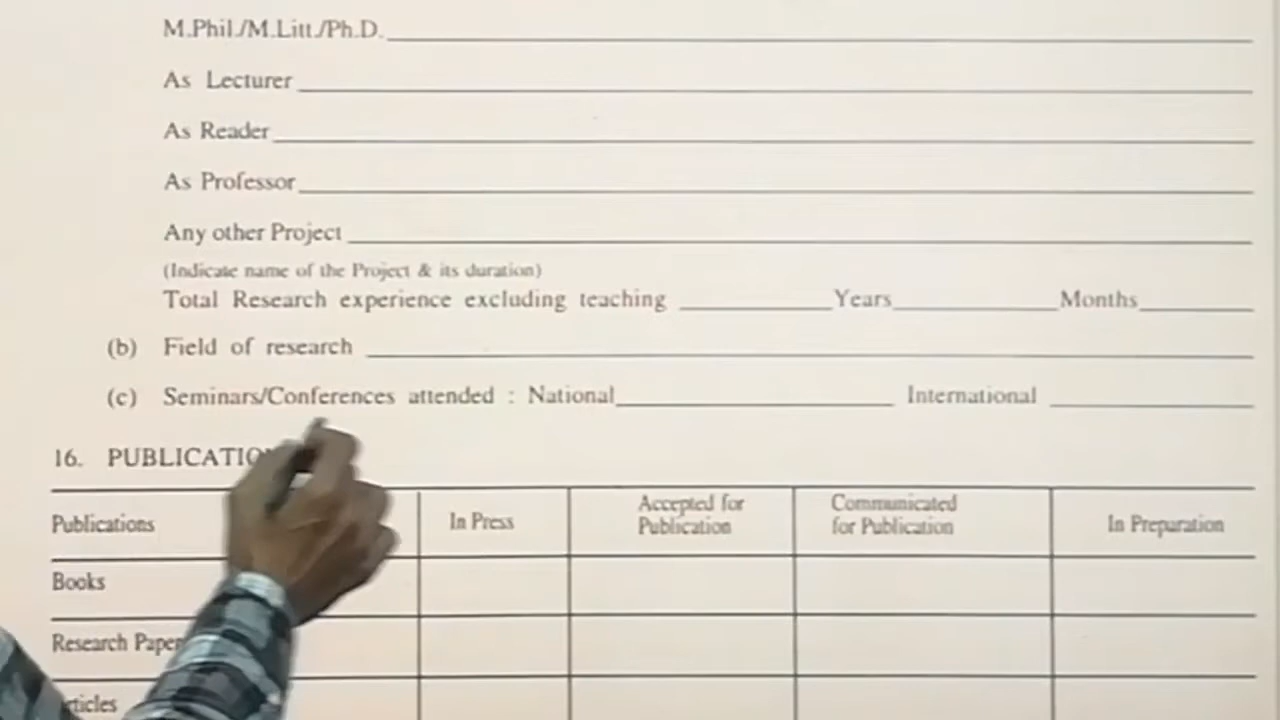 M.Phil./M.Litt./Ph.D.
As Lecturer
As Reader
As Professor
Any other Project
(Indicate name of the Project & its duration)
Total Research experience excluding teaching Years Months
(b) Field of research
(c) Seminars/Conferences attended : National International
16.
Publications In Press Accepted for Publication Communicated for Publication In Preparation
Books
Research